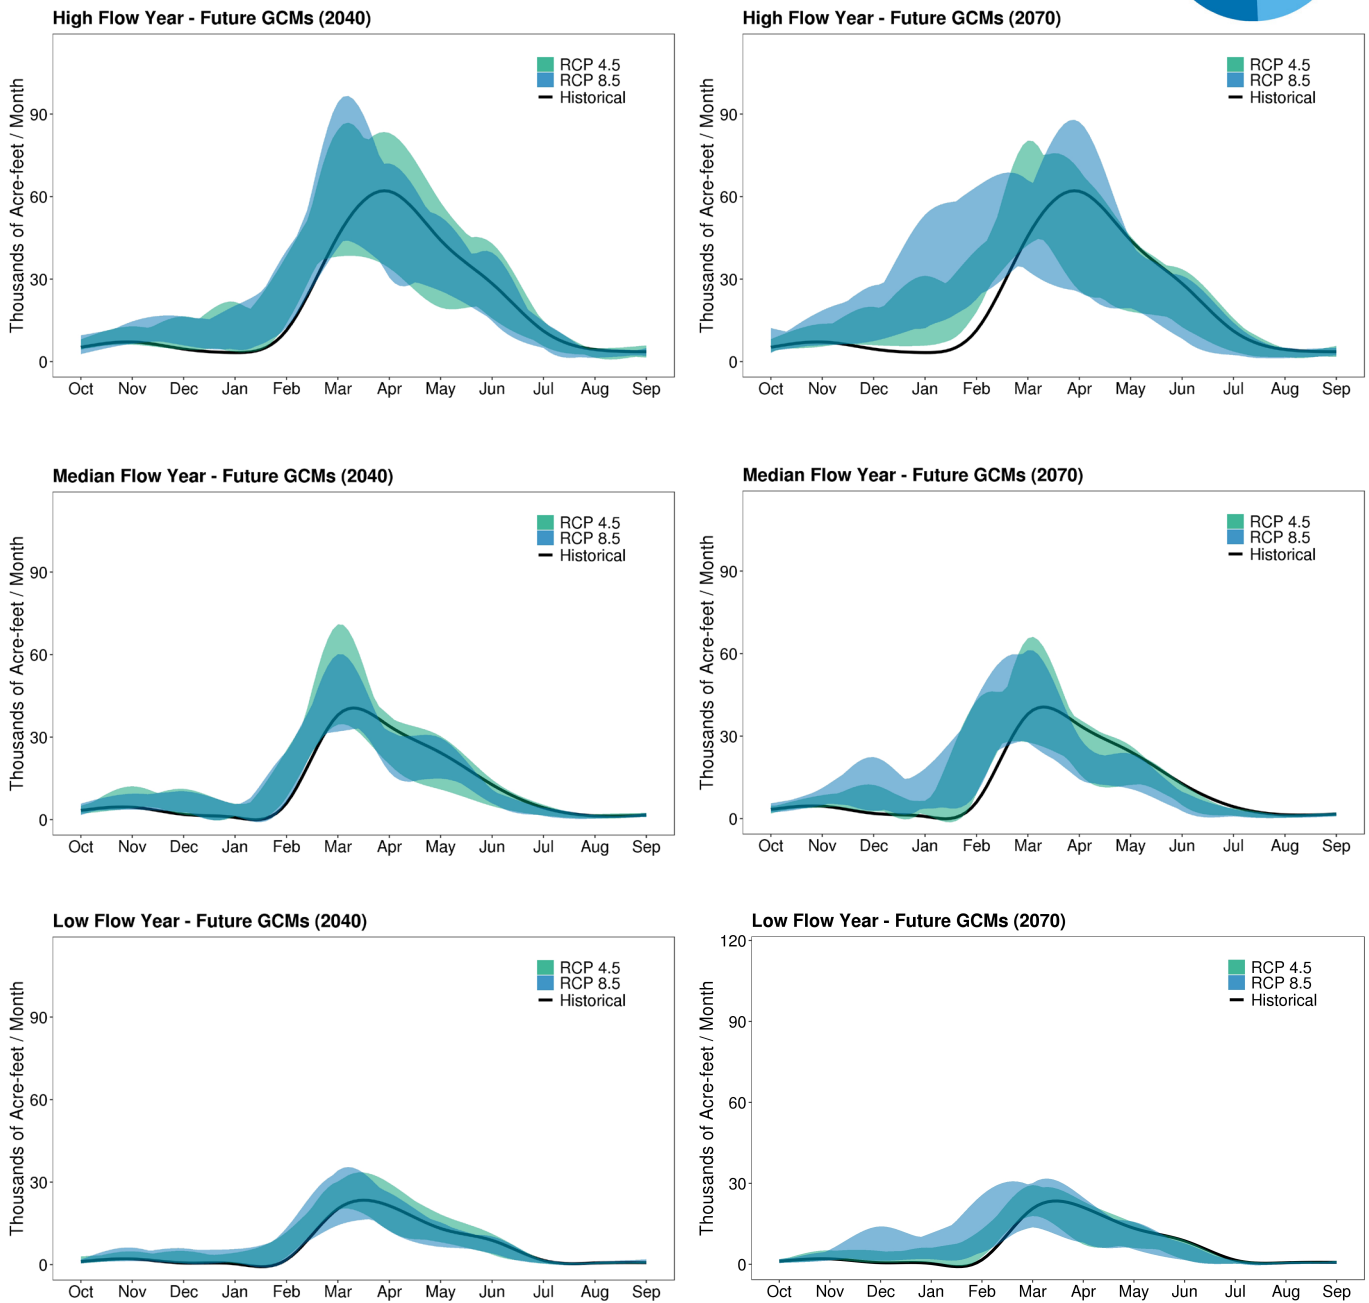 High Flow Year - Future GCMs (2040)
Thousands of Acre-feet / Month
90
60
30
0
RCP 4.5
RCP 8.5
Historical
Oct Nov Dec Jan Feb Mar Apr May Jun Jul Aug Sep
High Flow Year - Future GCMs (2070)
Thousands of Acre-feet / Month
90
60
30
0
RCP 4.5
RCP 8.5
Historical
Oct Nov Dec Jan Feb Mar Apr May Jun Jul Aug Sep
Median Flow Year - Future GCMs (2040)
Thousands of Acre-feet / Month
90
60
30
0
RCP 4.5
RCP 8.5
Historical
Oct Nov Dec Jan Feb Mar Apr May Jun Jul Aug Sep
Median Flow Year - Future GCMs (2070)
Thousands of Acre-feet / Month
90
60
30
0
RCP 4.5
RCP 8.5
Historical
Oct Nov Dec Jan Feb Mar Apr May Jun Jul Aug Sep
Low Flow Year - Future GCMs (2040)
Thousands of Acre-feet / Month
90
60
30
0
RCP 4.5
RCP 8.5
Historical
Oct Nov Dec Jan Feb Mar Apr May Jun Jul Aug Sep
Low Flow Year - Future GCMs (2070)
Thousands of Acre-feet / Month
120
90
60
30
0
RCP 4.5
RCP 8.5
Historical
Oct Nov Dec Jan Feb Mar Apr May Jun Jul Aug Sep